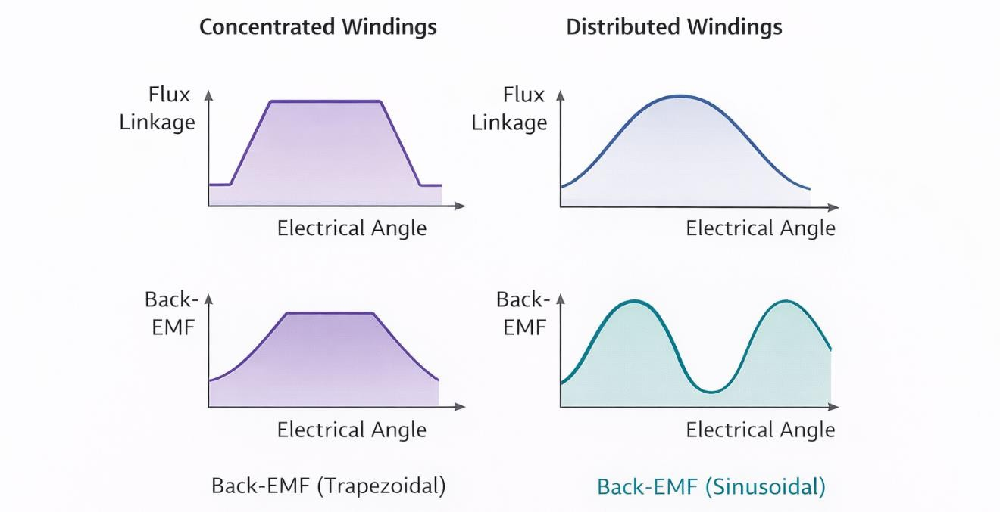 Concentrated Windings
Distributed Windings
Flux
Linkage
Electrical Angle
Flux
Linkage
Electrical Angle
Back-
EMF
Electrical Angle
Back-
EMF
Electrical Angle
Back-EMF (Trapezoidal)
Back-EMF (Sinusoidal)